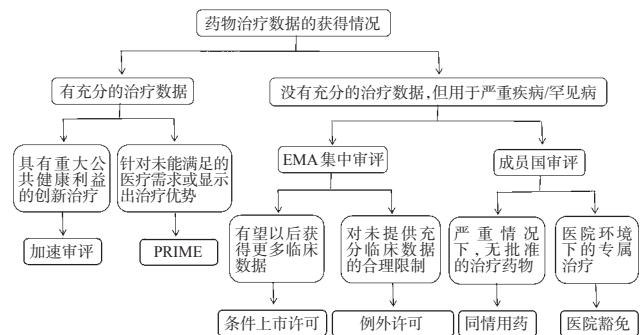 药物治疗数据的获得情况
有充分的治疗数据
没有充分的治疗数据,但用于严重疾病/罕见病
具有重大公
共健康利益
的创新治疗
针对未能满足的
医疗需求或显示
出治疗优势
EMA集中审评
成员国审评
加速审评
PRIME
有望以后获
得更多临床
数据
对未提供充
分临床数据
的合理限制
严重情况
下,无批准
的治疗药物
医院环境
下的专属
治疗
条件上市许可
例外许可
同情用药
医院豁免